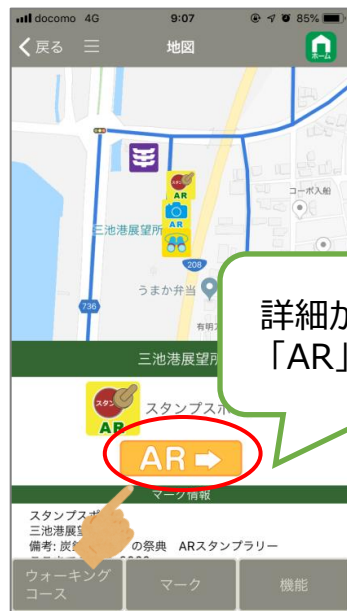 docomo 4G 9:07 85%
戻る 地図 ホーム
コーポ入船
AR
三池港展望所
AR
208
うまか弁当
736
有明
詳細か
「AR」
三池港展望所
スタンプ
AR
スタンプスポ
AR
マーク情報
スタンプスポ
三池港展望
備考: 炭 の祭典 ARスタンプラリー
ウォーキング
コース
マーク
機能